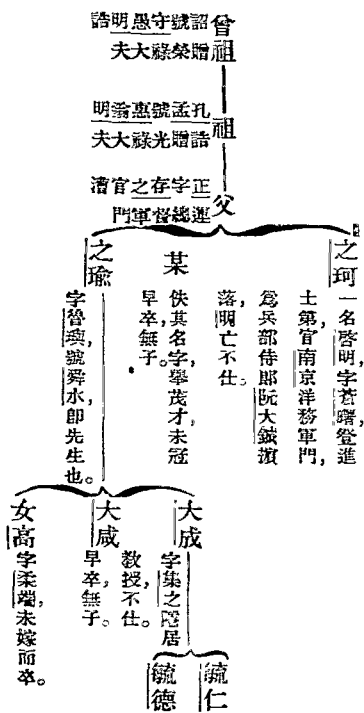 曾祖
詔號守愚明誥
贈榮祿大夫
祖
孔孟號惠翁明
誥贈光祿大夫
父
正字存之官漕
運總督軍門
之珂
一名啓明,字蒼曙,登進
士第,官南京洋務軍門,
爲兵部侍郎阮大鋮擯
落,明亡不仕。
某
佚其名字,舉茂才,未冠
早卒,無子。
之瑜
字魯璵,號舜水,即先生也。
大成
字集之,隱居
教授,不仕。
大咸
早卒,無子。
女高
字柔端,未嫁而卒。
毓仁
毓德